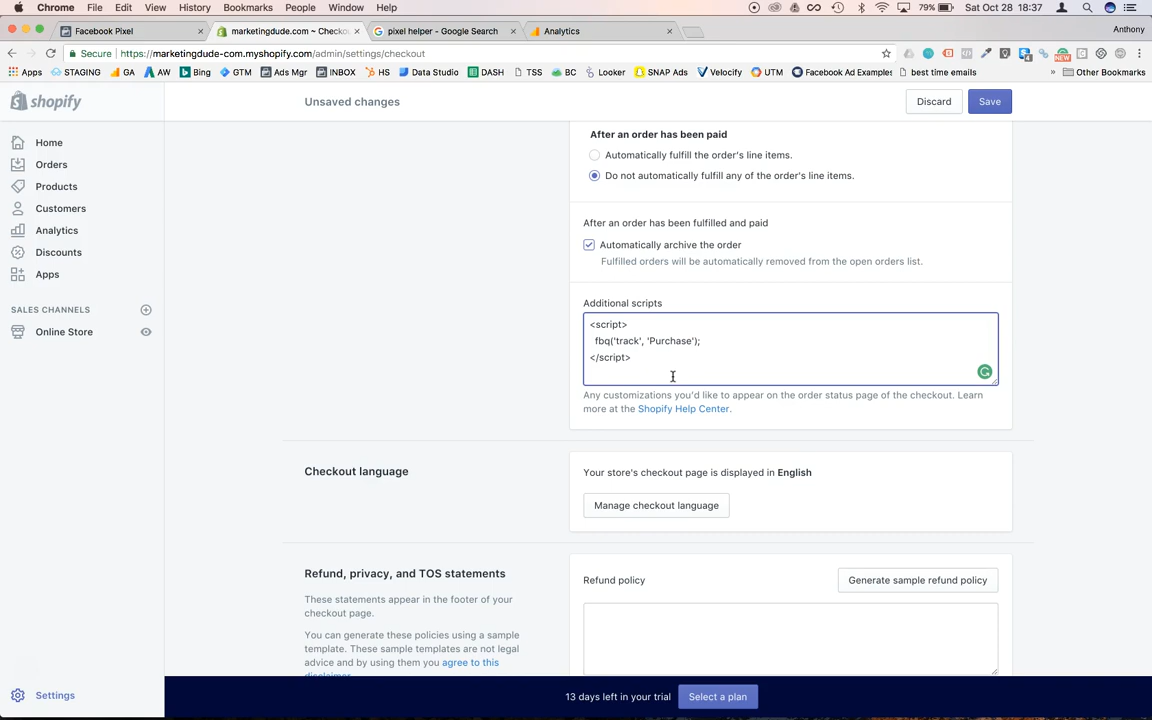 Chrome File Edit View History Bookmarks People Window Help
79% Sat Oct 28 18:37
Facebook Pixel
marketingdude-com ~ Checkou
pixel helper - Google Search
Analytics
Anthony
Secure https://marketingdude-com.myshopify.com/admin/settings/checkout
Apps STAGING GA AW Bing GTM Ads Mgr INBOX HS Data Studio DASH TSS BC Looker SNAP Ads Velocify UTM Facebook Ad Examples best time emails » Other Bookmarks
shopify
Unsaved changes
Discard
Save
Home
Orders
Products
Customers
Analytics
Discounts
Apps
SALES CHANNELS
Online Store
Settings
After an order has been paid
Automatically fulfill the order's line items.
Do not automatically fulfill any of the order's line items.
After an order has been fulfilled and paid
Automatically archive the order
Fulfilled orders will be automatically removed from the open orders list.
Additional scripts
<script>
fbq('track', 'Purchase');
</script>
Any customizations you'd like to appear on the order status page of the checkout. Learn
more at the Shopify Help Center.
Checkout language
Your store's checkout page is displayed in English
Manage checkout language
Refund, privacy, and TOS statements
These statements appear in the footer of your
checkout page.
You can generate these policies using a sample
template. These sample templates are not legal
advice and by using them you agree to this
disclaimer.
Refund policy
Generate sample refund policy
13 days left in your trial
Select a plan